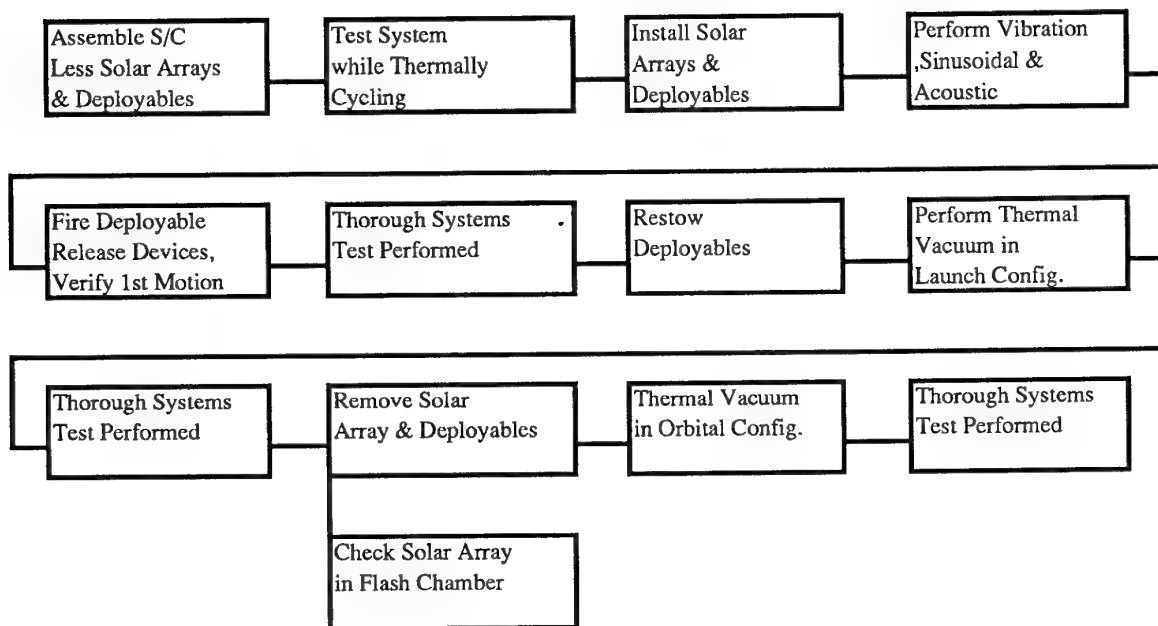 Assemble S/C
Less Solar Arrays
& Deployables
Test System
while Thermally
Cycling
Install Solar
Arrays &
Deployables
Perform Vibration
,Sinusoidal &
Acoustic
Fire Deployable
Release Devices,
Verify 1st Motion
Thorough Systems
Test Performed
Restow
Deployables
Perform Thermal
Vacuum in
Launch Config.
Thorough Systems
Test Performed
Remove Solar
Array & Deployables
Thermal Vacuum
in Orbital Config.
Thorough Systems
Test Performed
Check Solar Array
in Flash Chamber